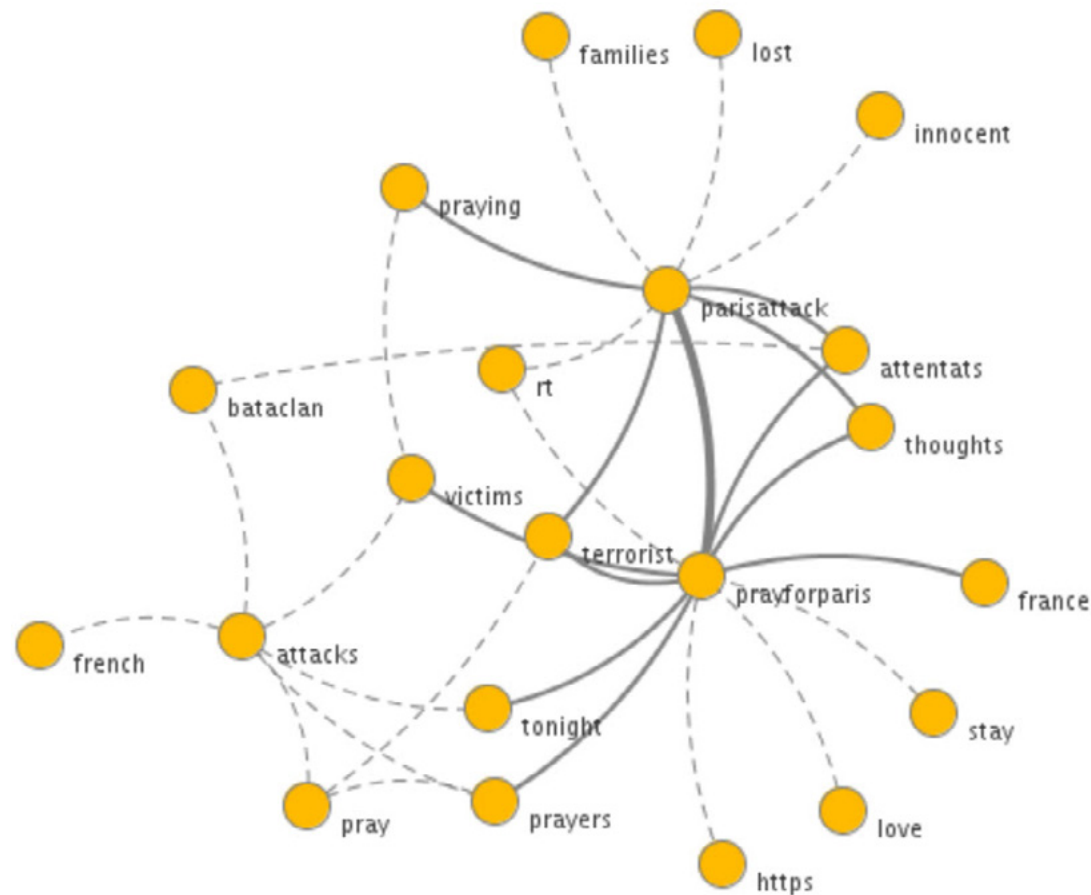 families
lost
innocent
praying
parisattack
attentats
rt
bataclan
thoughts
victims
terrorist
prayforparis
france
attacks
french
tonight
stay
prayers
pray
love
https